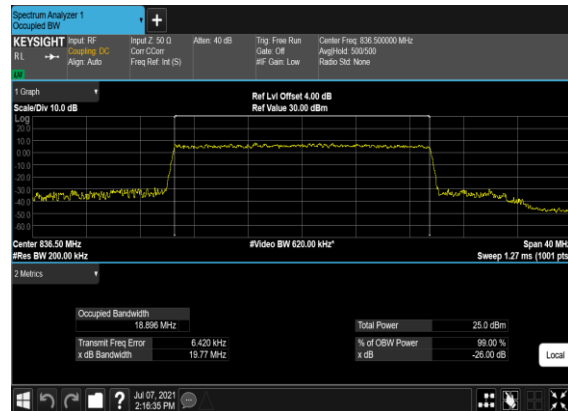 Spectrum Analyzer 1
Occupied BW
+
KEYSIGHT Input: RF Input Z: 50 Ω Atten: 40 dB Trig: Free Run Center Freq: 836.500000 MHz
RL Coupling: DC Corr CCorr Gate: Off Avg|Hold: 500/500
Align: Auto Freq Ref: Int (S) #IF Gain: Low Radio Std: None
1 Graph
Ref Lvl Offset 4.00 dB
Scale/Div 10.0 dB Ref Value 30.00 dBm
Log
20.0
10.0
0.00
-10.0
-20.0
-30.0
-40.0
-50.0
-60.0
Center 836.50 MHz #Video BW 620.00 kHz* Span 40 MHz
#Res BW 200.00 kHz Sweep 1.27 ms (1001 pts
2 Metrics
Occupied Bandwidth
18.896 MHz Total Power 25.0 dBm
Transmit Freq Error 6.420 kHz % of OBW Power 99.00 %
x dB Bandwidth 19.77 MHz x dB -26.00 dB
Local
? Jul 07, 2021
2:16:35 PM